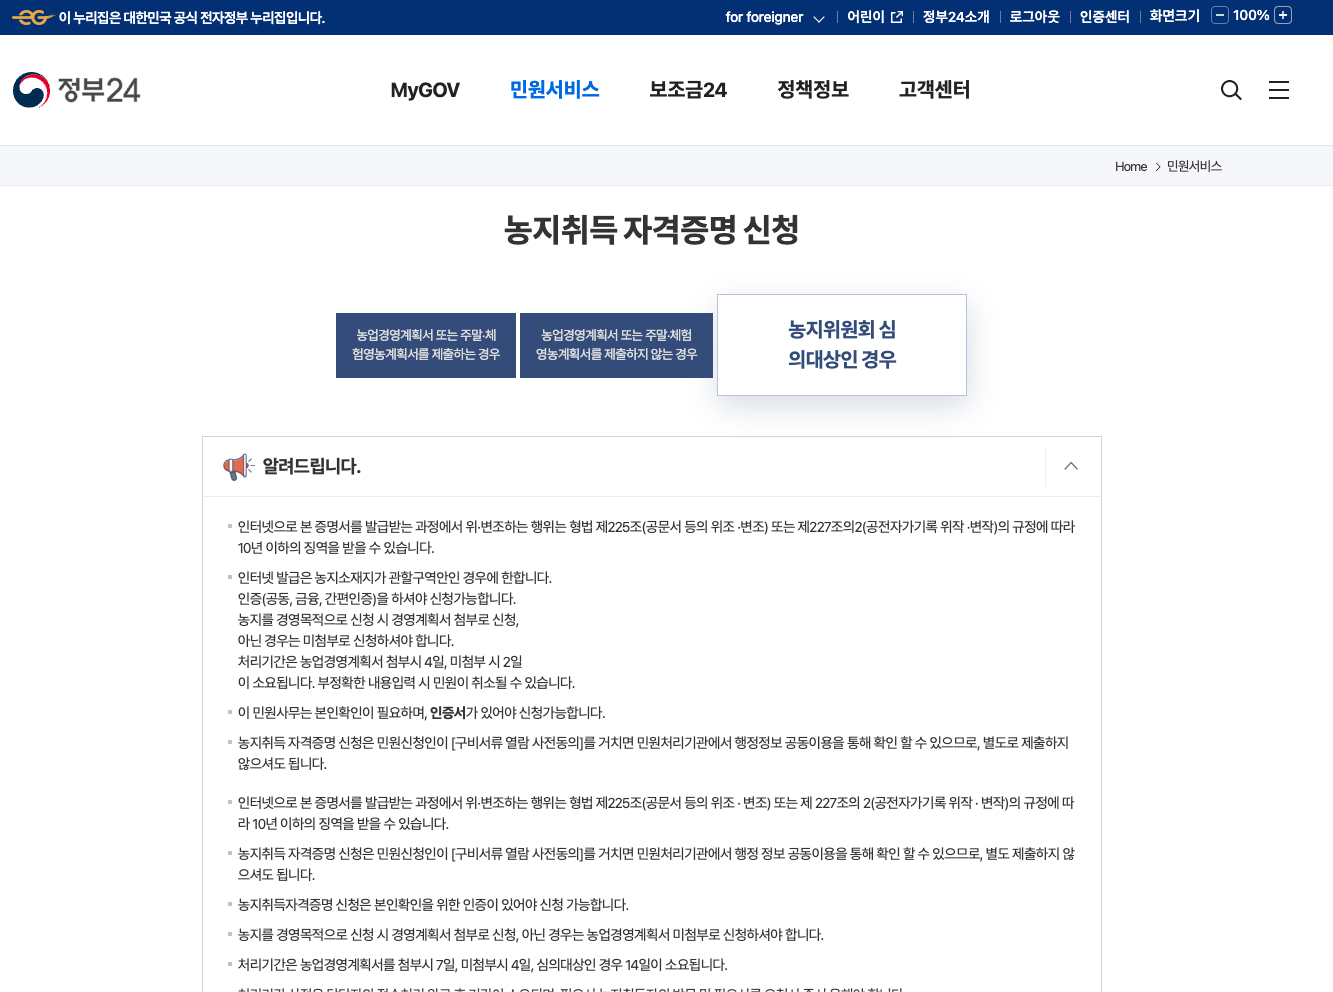 이 누리집은 대한민국 공식 전자정부 누리집입니다.
for foreigner 어린이 정부24소개 로그아웃 인증센터 화면크기 100%
정부24
MyGOV 민원서비스 보조금24 정책정보 고객센터
Home > 민원서비스
농지취득 자격증명 신청
농업경영계획서 또는 주말·체
험영농계획서를 제출하는 경우
농업경영계획서 또는 주말·체험
영농계획서를 제출하지 않는 경우
농지위원회 심
의대상인 경우
알려드립니다.
인터넷으로 본 증명서를 발급받는 과정에서 위·변조하는 행위는 형법 제225조(공문서 등의 위조 ·변조) 또는 제227조의2(공전자가기록 위작 ·변작)의 규정에 따라
10년 이하의 징역을 받을 수 있습니다.
인터넷 발급은 농지소재지가 관할구역안인 경우에 한합니다.
인증(공동, 금융, 간편인증)을 하셔야 신청가능합니다.
농지를 경영목적으로 신청 시 경영계획서 첨부로 신청,
아닌 경우는 미첨부로 신청하셔야 합니다.
처리기간은 농업경영계획서 첨부시 4일, 미첨부 시 2일
이 소요됩니다. 부정확한 내용입력 시 민원이 취소될 수 있습니다.
이 민원사무는 본인확인이 필요하며, 인증서가 있어야 신청가능합니다.
농지취득 자격증명 신청은 민원신청인이 [구비서류 열람 사전동의]를 거치면 민원처리기관에서 행정정보 공동이용을 통해 확인 할 수 있으므로, 별도로 제출하지
않으셔도 됩니다.
인터넷으로 본 증명서를 발급받는 과정에서 위·변조하는 행위는 형법 제225조(공문서 등의 위조 · 변조) 또는 제 227조의 2(공전자가기록 위작 · 변작)의 규정에 따
라 10년 이하의 징역을 받을 수 있습니다.
농지취득 자격증명 신청은 민원신청인이 [구비서류 열람 사전동의]를 거치면 민원처리기관에서 행정 정보 공동이용을 통해 확인 할 수 있으므로, 별도 제출하지 않
으셔도 됩니다.
농지취득자격증명 신청은 본인확인을 위한 인증이 있어야 신청 가능합니다.
농지를 경영목적으로 신청 시 경영계획서 첨부로 신청, 아닌 경우는 농업경영계획서 미첨부로 신청하셔야 합니다.
처리기간은 농업경영계획서를 첨부시 7일, 미첨부시 4일, 심의대상인 경우 14일이 소요됩니다.